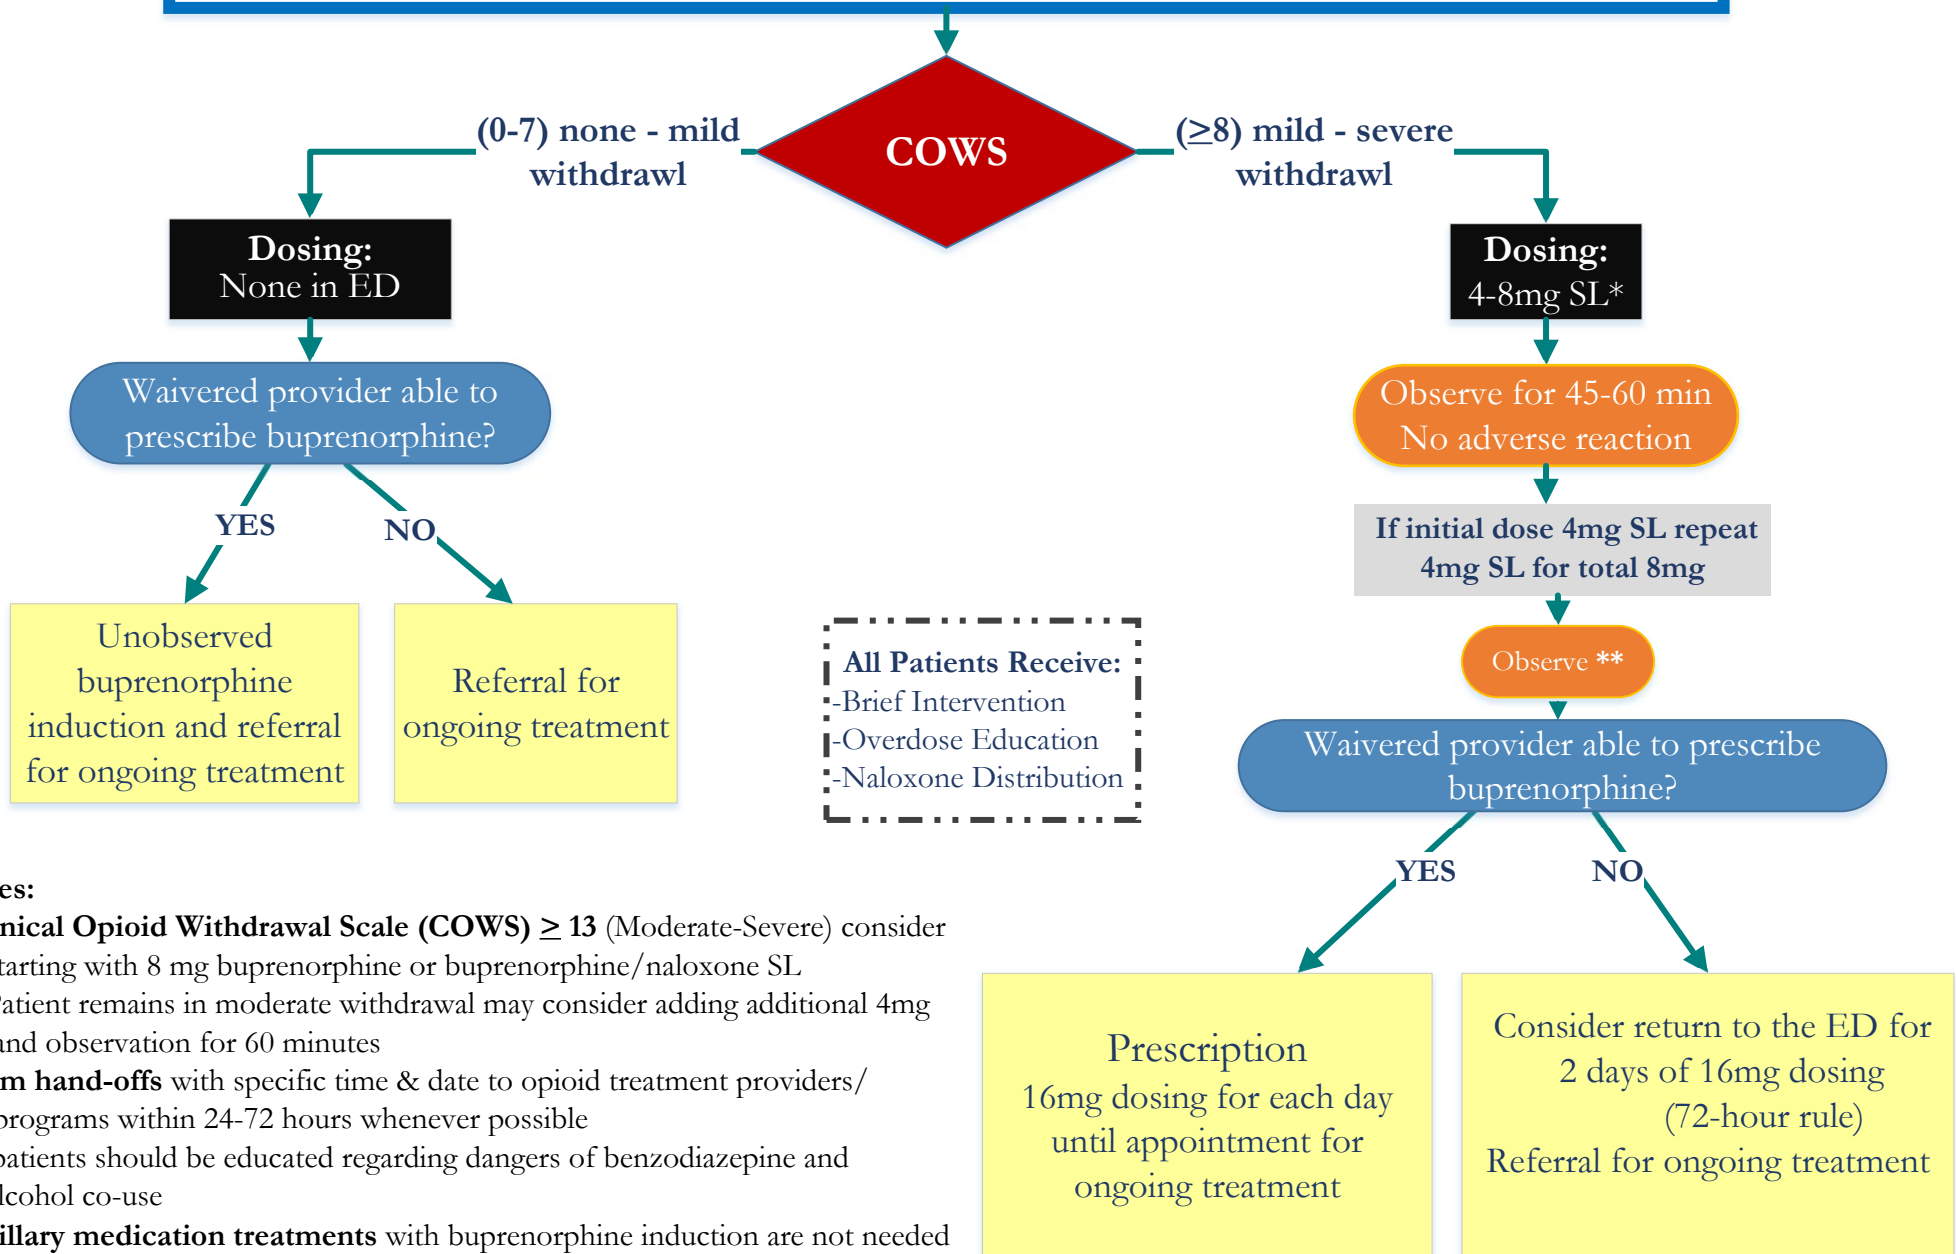 COWS
(0-7) none - mild
withdrawl
(≥8) mild - severe
withdrawl
Dosing:
None in ED
Waivered provider able to
prescribe buprenorphine?
YES
NO
Unobserved
buprenorphine
induction and referral
for ongoing treatment
Referral for
ongoing treatment
Dosing:
4-8mg SL*
Observe for 45-60 min
No adverse reaction
If initial dose 4mg SL repeat
4mg SL for total 8mg
Observe **
Waivered provider able to prescribe
buprenorphine?
YES
NO
Prescription
16mg dosing for each day
until appointment for
ongoing treatment
Consider return to the ED for
2 days of 16mg dosing
(72-hour rule)
Referral for ongoing treatment
All Patients Receive:
-Brief Intervention
-Overdose Education
-Naloxone Distribution
es:
nical Opioid Withdrawal Scale (COWS) ≥ 13 (Moderate-Severe) consider
tarting with 8 mg buprenorphine or buprenorphine/naloxone SL
Patient remains in moderate withdrawal may consider adding additional 4mg
and observation for 60 minutes
m hand-offs with specific time & date to opioid treatment providers/
programs within 24-72 hours whenever possible
patients should be educated regarding dangers of benzodiazepine and
lcohol co-use
illary medication treatments with buprenorphine induction are not needed